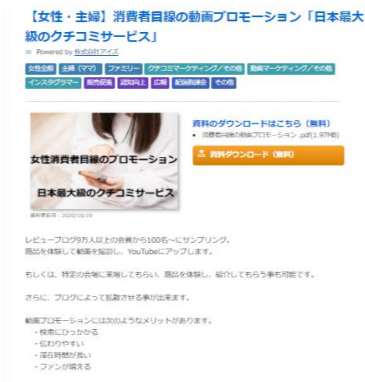 【女性・主婦】消費者目線の動画プロモーション「日本最大
級のクチコミサービス」
Powered by 株式会社アイズ
女性全般 主婦（ママ） ファミリー クチコミマーケティング／その他 動画マーケティング／その他
インスタグラマー 販売促進 認知向上 広報 その他
資料のダウンロードはこちら（無料）
消費者目線の動画プロモーション .pdf(1.97MB)
資料ダウンロード（無料）
女性消費者目線のプロモーション
日本最大級のクチコミサービス
資料更新日：2020/10/19
レビューブログ9万人以上の会員から100名～にサンプリング。
商品を体験して動画を撮影し、YouTubeにアップします。
もしくは、特定の会場に来場してもらい、商品を体験し、紹介してもらう事も可能です。
さらに、ブログによって拡散させる事が出来ます。
動画プロモーションには次のようなメリットがあります。
・検索にひっかかる
・伝わりやすい
・滞在時間が長い
・ファンが増える